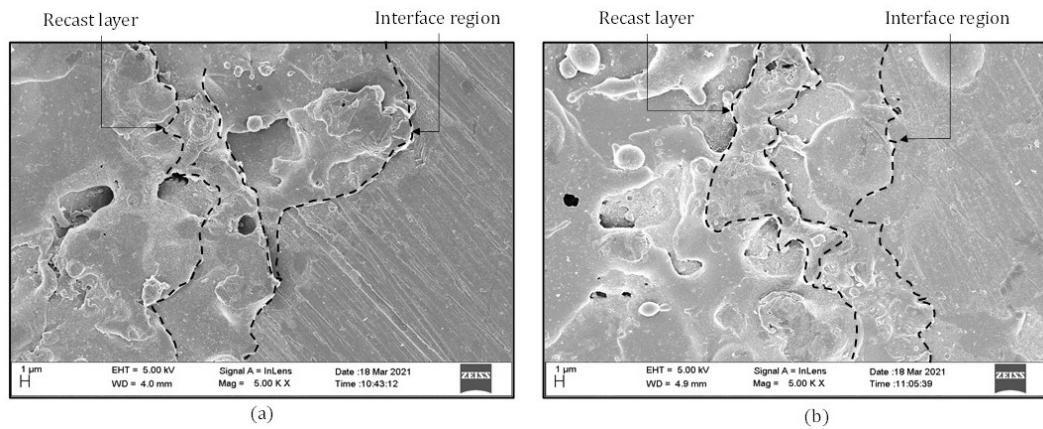 Recast layer
Interface region
Recast layer
Interface region
1 µm
EHT = 5.00 kV
Signal A = InLens
Date :18 Mar 2021
WD = 4.0 mm
Mag = 5.00 K X
Time :10:43:12
ZEISS
1 µm
EHT = 5.00 kV
Signal A = InLens
Date :18 Mar 2021
WD = 4.9 mm
Mag = 5.00 K X
Time :11:05:39
ZEISS
(a)
(b)